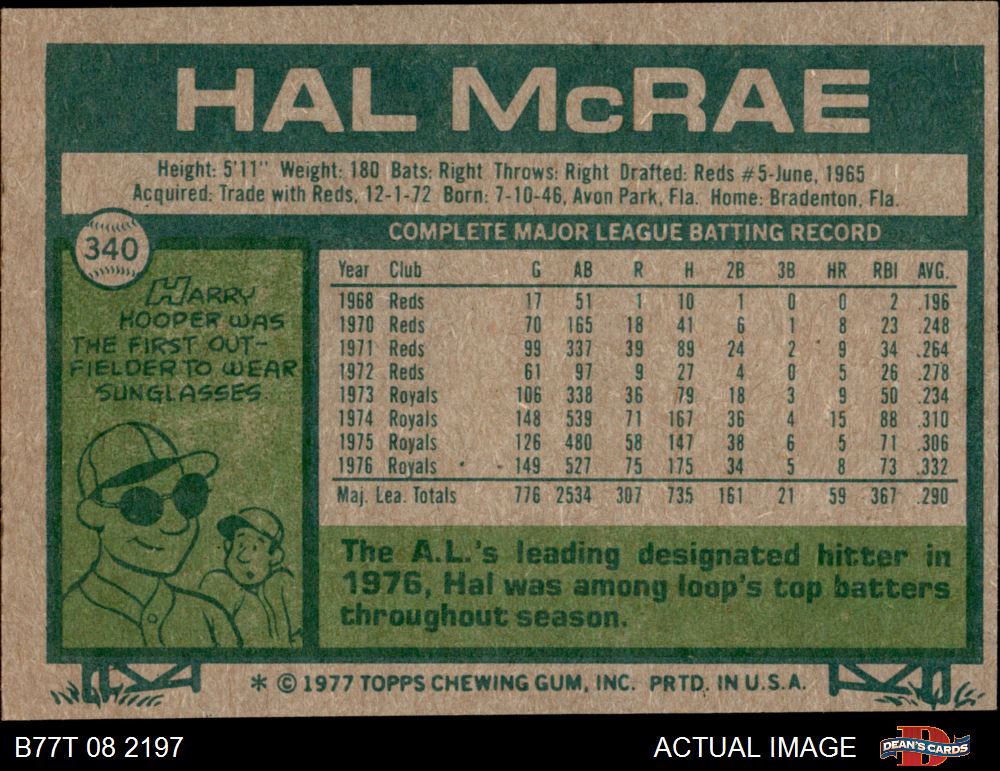 HAL McRAE
Height: 5'11" Weight: 180 Bats: Right Throws: Right Drafted: Reds #5-June, 1965
Acquired: Trade with Reds, 12-1-72 Born: 7-10-46, Avon Park, Fla. Home: Bradenton, Fla.
340
HARRY
HOOPER WAS
THE FIRST OUT-
FIELDER TO WEAR
SUNGLASSES.
COMPLETE MAJOR LEAGUE BATTING RECORD
Year Club G AB R H 2B 3B HR RBI AVG.
1968 Reds 17 51 1 10 1 0 0 2 .196
1970 Reds 70 165 18 41 6 1 8 23 .248
1971 Reds 99 337 39 89 24 2 9 34 .264
1972 Reds 61 97 9 27 4 0 5 26 .278
1973 Royals 106 338 36 79 18 3 9 50 .234
1974 Royals 148 539 71 167 36 4 15 88 .310
1975 Royals 126 480 58 147 38 6 5 71 .306
1976 Royals 149 527 75 175 34 5 8 73 .332
Maj. Lea. Totals 776 2534 307 735 161 21 59 367 .290
The A.L.'s leading designated hitter in
1976, Hal was among loop's top batters
throughout season.
* © 1977 TOPPS CHEWING GUM, INC. PRTD. IN U.S.A.
B77T 08 2197
ACTUAL IMAGE
DEAN'S CARDS